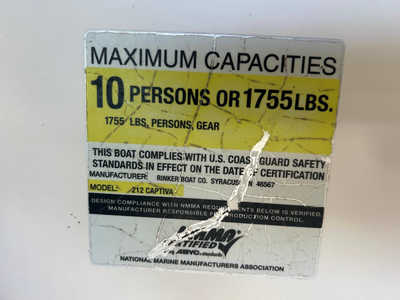 MAXIMUM CAPACITIES
10 PERSONS OR 1755 LBS.
1755 LBS, PERSONS, GEAR
THIS BOAT COMPLIES WITH U.S. COAST GUARD SAFETY
STANDARDS IN EFFECT ON THE DATE OF CERTIFICATION
MANUFACTURER: RINKER BOAT CO. SYRACUSE IN 46567
MODEL: 212 CAPTIVA
DESIGN COMPLIANCE WITH NMMA REQUIREMENTS BELOW IS VERIFIED.
MANUFACTURER RESPONSIBLE FOR PRODUCTION CONTROL.
NMMA
CERTIFIED
NATIONAL MARINE MANUFACTURERS ASSOCIATION